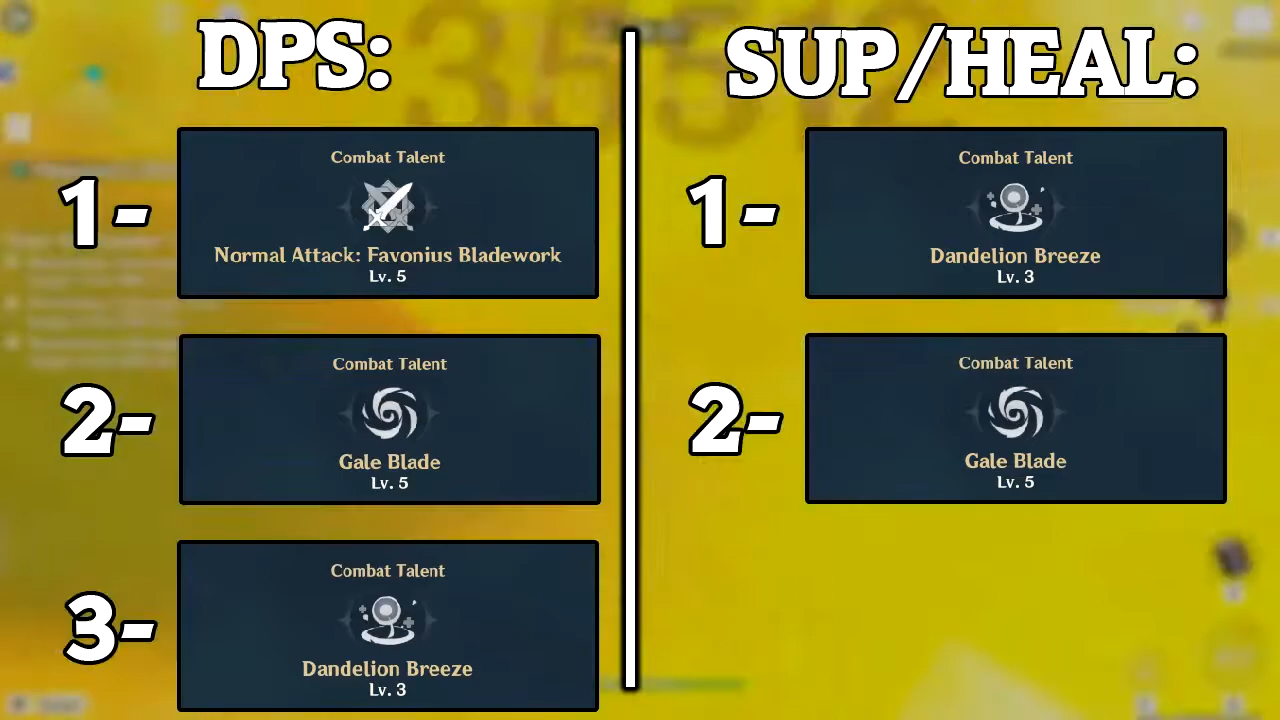 DPS:
1-
Combat Talent
Normal Attack: Favonius Bladework
Lv. 5
2-
Combat Talent
Gale Blade
Lv. 5
3-
Combat Talent
Dandelion Breeze
Lv. 3
SUP/HEAL:
1-
Combat Talent
Dandelion Breeze
Lv. 3
2-
Combat Talent
Gale Blade
Lv. 5